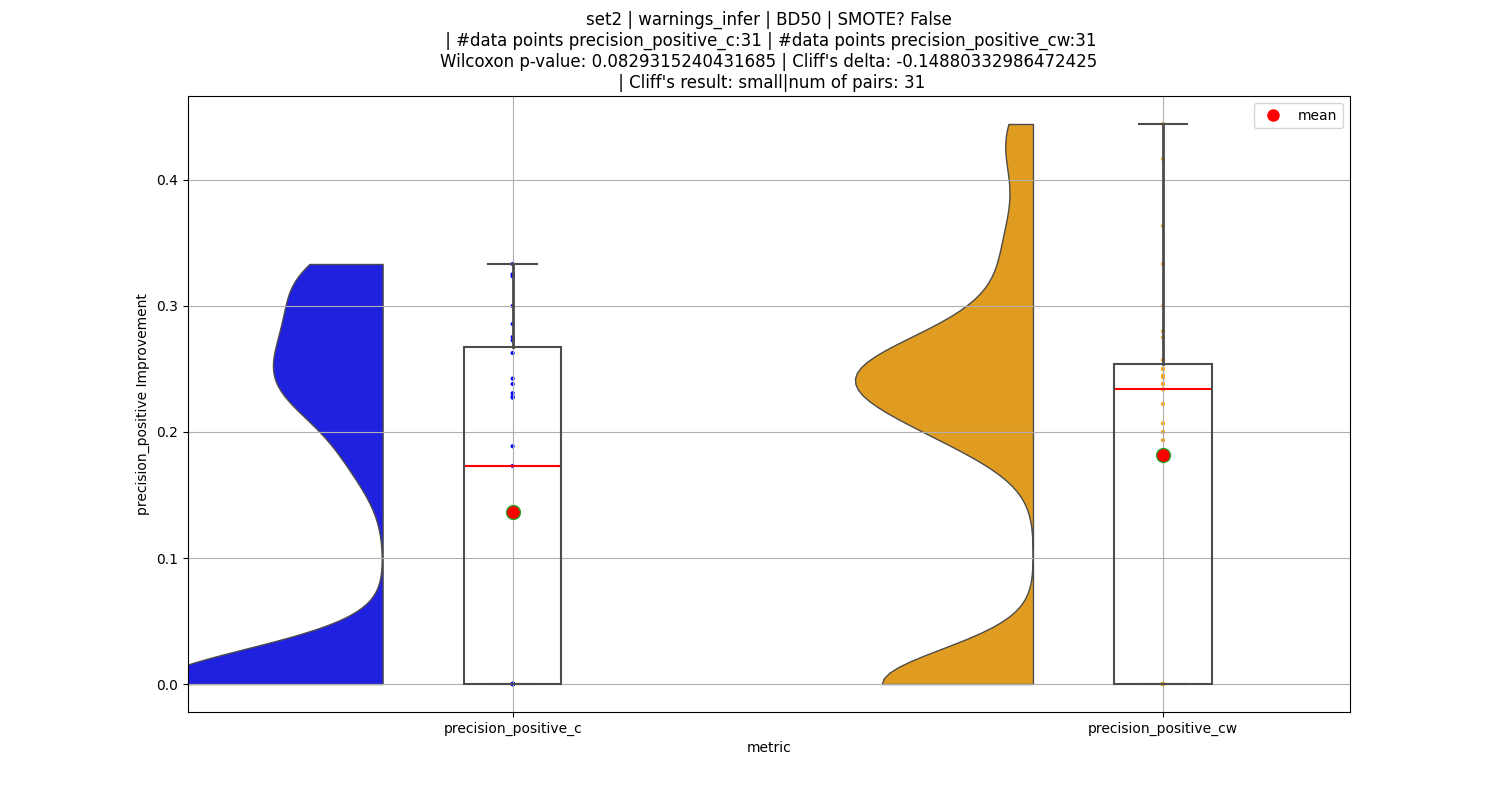 set2 | warnings_infer | BD50 | SMOTE? False
| #data points precision_positive_c:31 | #data points precision_positive_cw:31
Wilcoxon p-value: 0.0829315240431685 | Cliff's delta: -0.14880332986472425
| Cliff's result: small|num of pairs: 31
mean
0.4
0.3
0.2
0.1
0.0
precision_positive Improvement
precision_positive_c
precision_positive_cw
metric